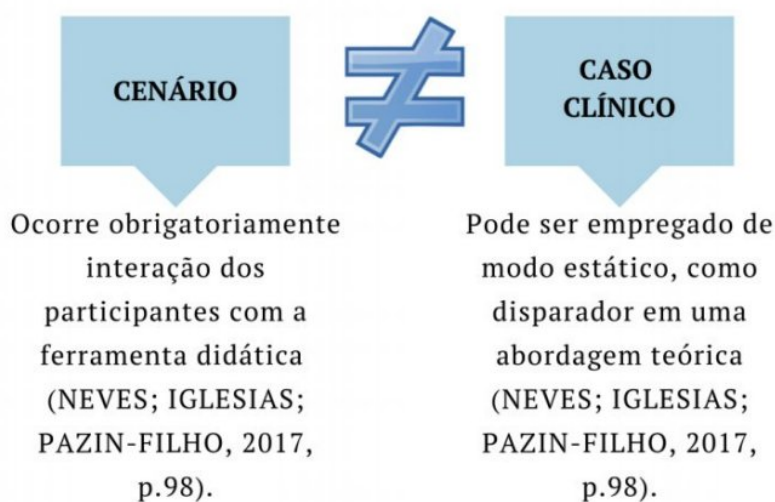 CENÁRIO
Ocorre obrigatoriamente
interação dos
participantes com a
ferramenta didática
(NEVES; IGLESIAS;
PAZIN-FILHO, 2017,
p.98).
≠
CASO
CLÍNICO
Pode ser empregado de
modo estático, como
disparador em uma
abordagem teórica
(NEVES; IGLESIAS;
PAZIN-FILHO, 2017,
p.98).